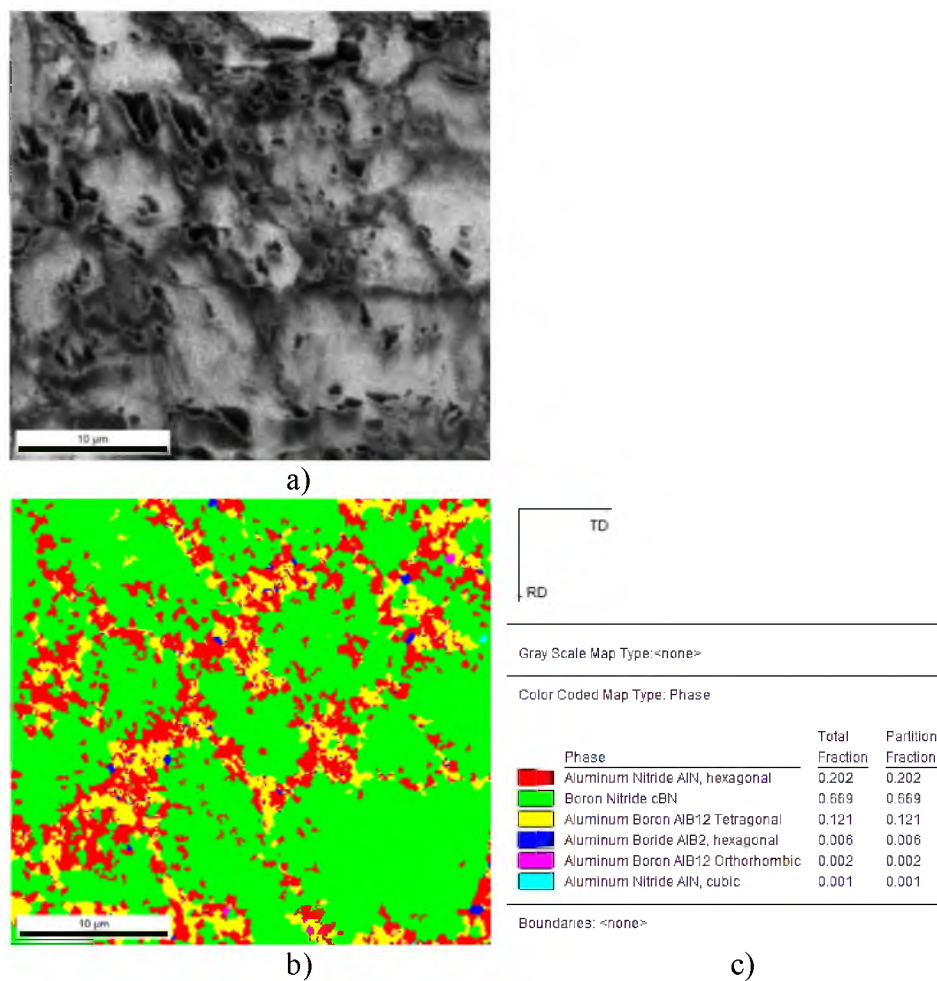 10 µm
a)
TD
RD
Gray Scale Map Type:<none>
Color Coded Map Type: Phase
Total Partition
Phase Fraction Fraction
Aluminum Nitride AlN, hexagonal 0.202 0.202
Boron Nitride cBN 0.669 0.669
Aluminum Boron AlB12 Tetragonal 0.121 0.121
Aluminum Boride AlB2, hexagonal 0.006 0.006
Aluminum Boron AlB12 Orthorhombic 0.002 0.002
Aluminum Nitride AlN, cubic 0.001 0.001
Boundaries: <none>
10 µm
b)
c)